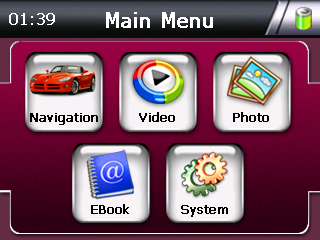 01:39 Main Menu
Navigation Video Photo
@
EBook System